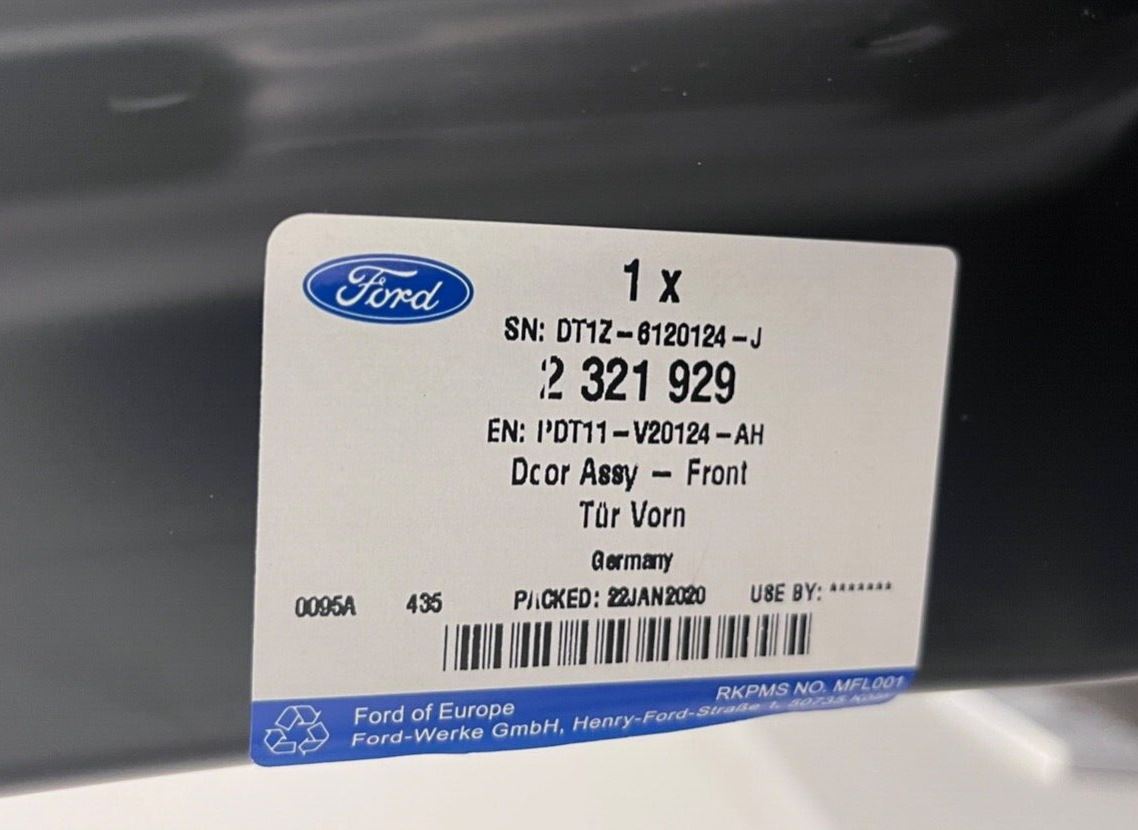 Ford
1 x
SN: DT1Z-6120124-J
2 321 929
EN: PDT11-V20124-AH
Door Assy - Front
Tür Vorn
Germany
0095A 435 PACKED: 22JAN2020 USE BY: *******
RKPMS NO. MFL001
Ford of Europe
Ford-Werke GmbH, Henry-Ford-Straße 1, 50735 Köln